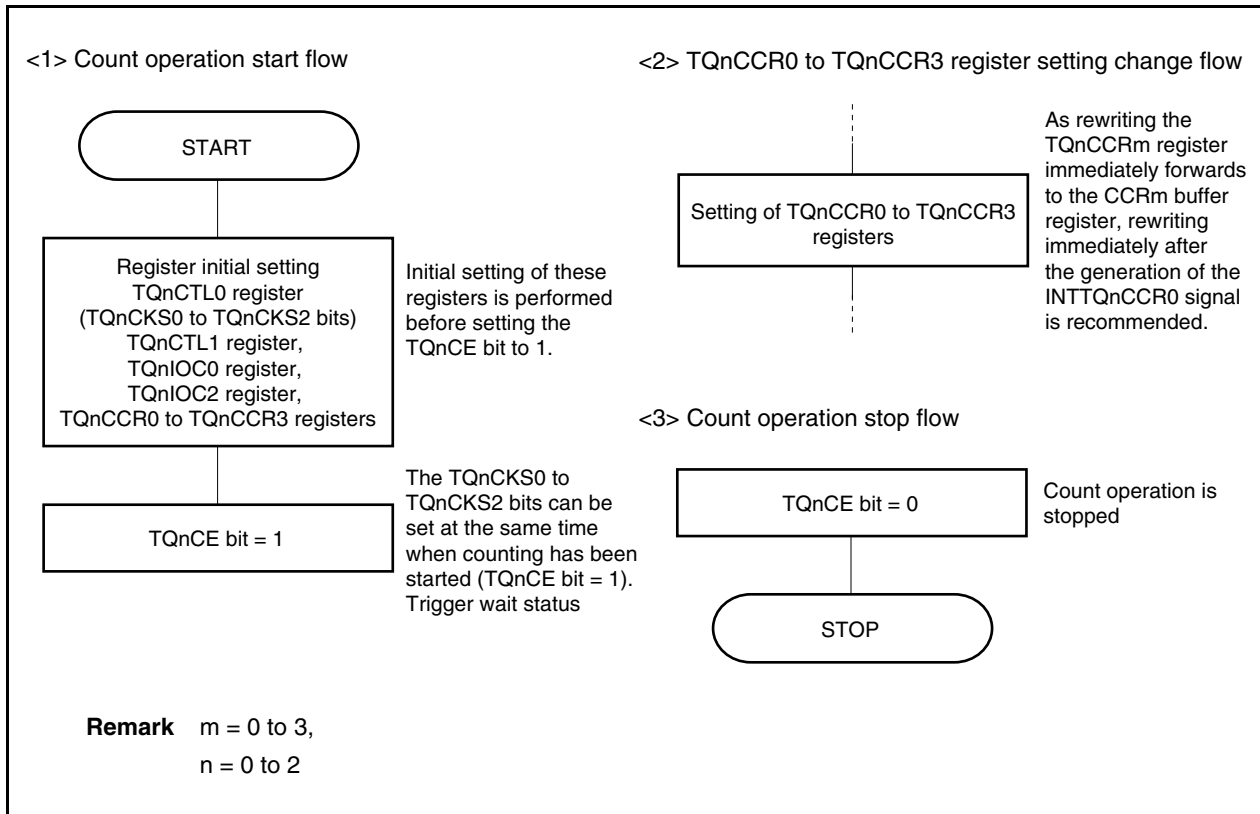 <1> Count operation start flow
START
Register initial setting
TQnCTL0 register
(TQnCKS0 to TQnCKS2 bits)
TQnCTL1 register,
TQnIOC0 register,
TQnIOC2 register,
TQnCCR0 to TQnCCR3 registers
Initial setting of these
registers is performed
before setting the
TQnCE bit to 1.
TQnCE bit = 1
The TQnCKS0 to
TQnCKS2 bits can be
set at the same time
when counting has been
started (TQnCE bit = 1).
Trigger wait status
<2> TQnCCR0 to TQnCCR3 register setting change flow
Setting of TQnCCR0 to TQnCCR3
registers
As rewriting the
TQnCCRm register
immediately forwards
to the CCRm buffer
register, rewriting
immediately after
the generation of the
INTTQnCCR0 signal
is recommended.
<3> Count operation stop flow
TQnCE bit = 0
Count operation is
stopped
STOP
Remark m = 0 to 3,
n = 0 to 2